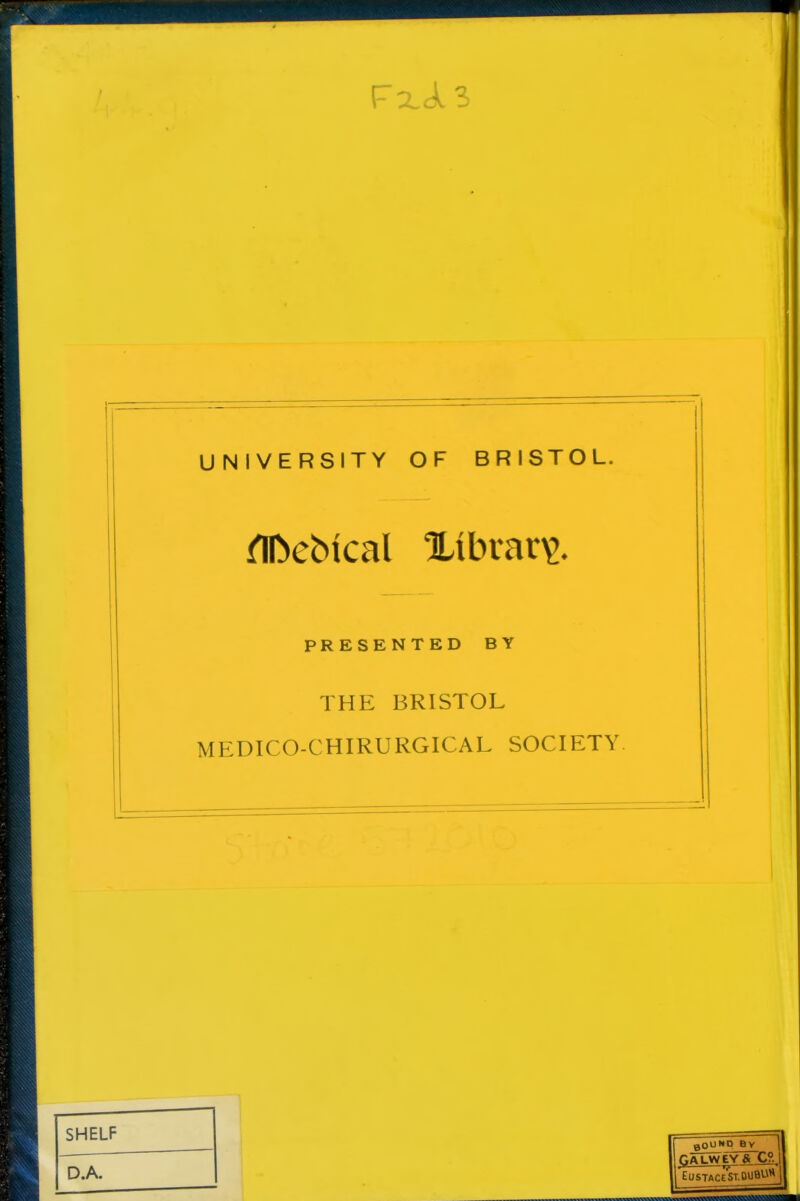 F2d3
UNIVERSITY OF BRISTOL.
Medical Library.
PRESENTED BY
THE BRISTOL
MEDICO-CHIRURGICAL SOCIETY.
Store
SHELF
D.A.
BOUND BY
GALWEY & Co.
EUSTACE ST. DUBLIN